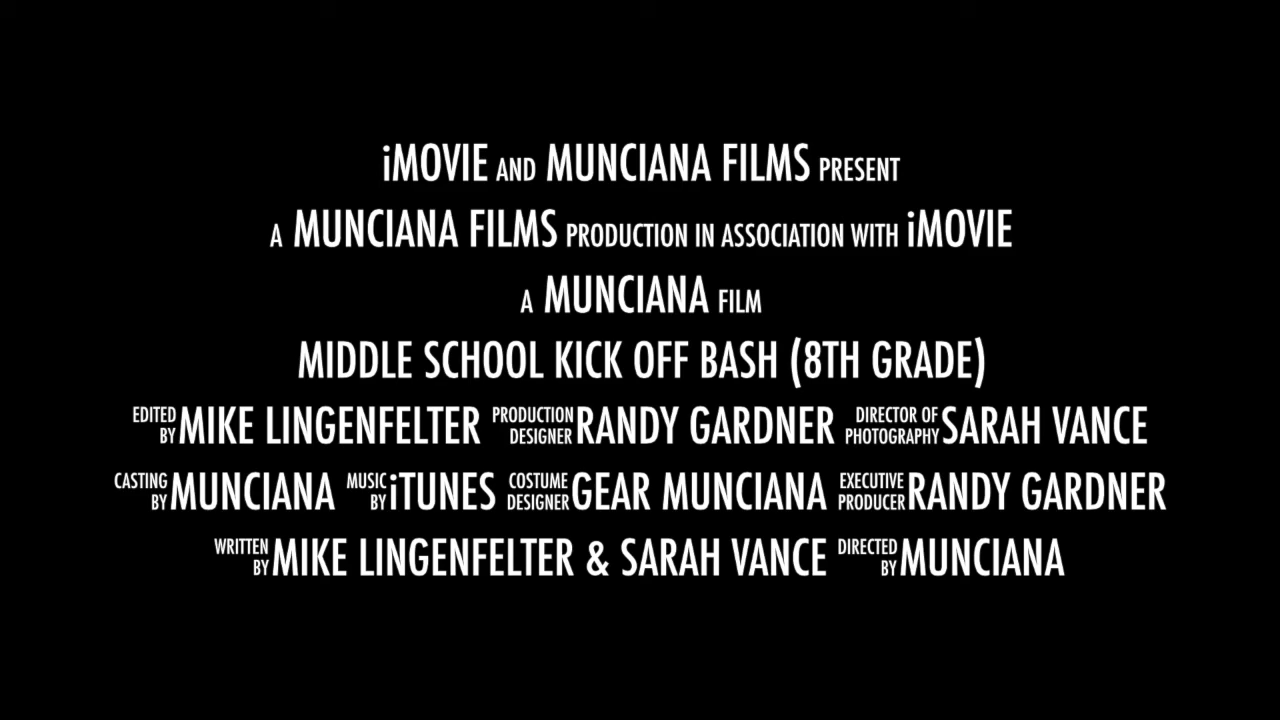 iMOVIE AND MUNCIANA FILMS PRESENT
A MUNCIANA FILMS PRODUCTION IN ASSOCIATION WITH iMOVIE
A MUNCIANA FILM
MIDDLE SCHOOL KICK OFF BASH (8TH GRADE)
EDITED BY MIKE LINGENFELTER PRODUCTION DESIGNER RANDY GARDNER DIRECTOR OF PHOTOGRAPHY SARAH VANCE
CASTING BY MUNCIANA MUSIC BY iTUNES COSTUME DESIGNER GEAR MUNCIANA EXECUTIVE PRODUCER RANDY GARDNER
WRITTEN BY MIKE LINGENFELTER & SARAH VANCE DIRECTED BY MUNCIANA